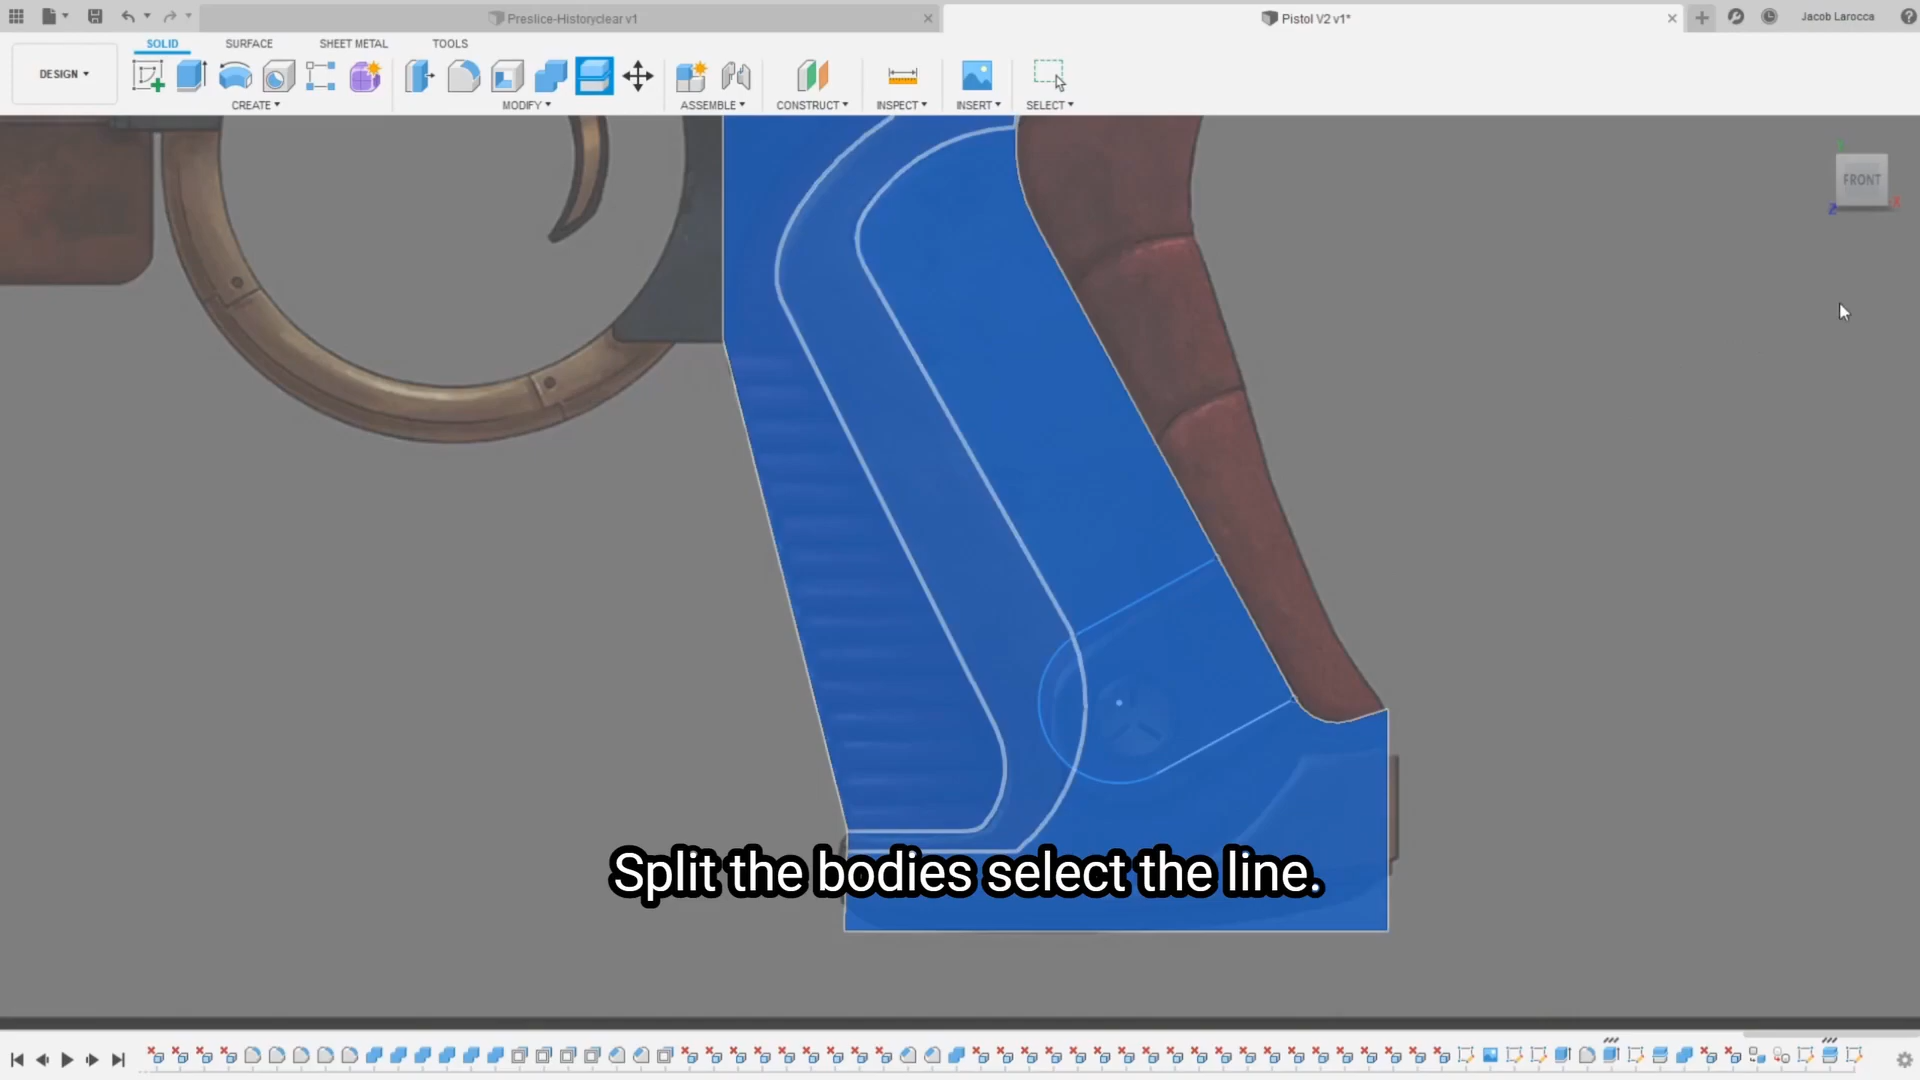 Preslice-Historyclear v1
Pistol V2 v1*
Jacob Larocca
SOLID
SURFACE
SHEET METAL
TOOLS
DESIGN
CREATE
MODIFY
ASSEMBLE
CONSTRUCT
INSPECT
INSERT
SELECT
Y
FRONT
Z
X
Split the bodies select the line.